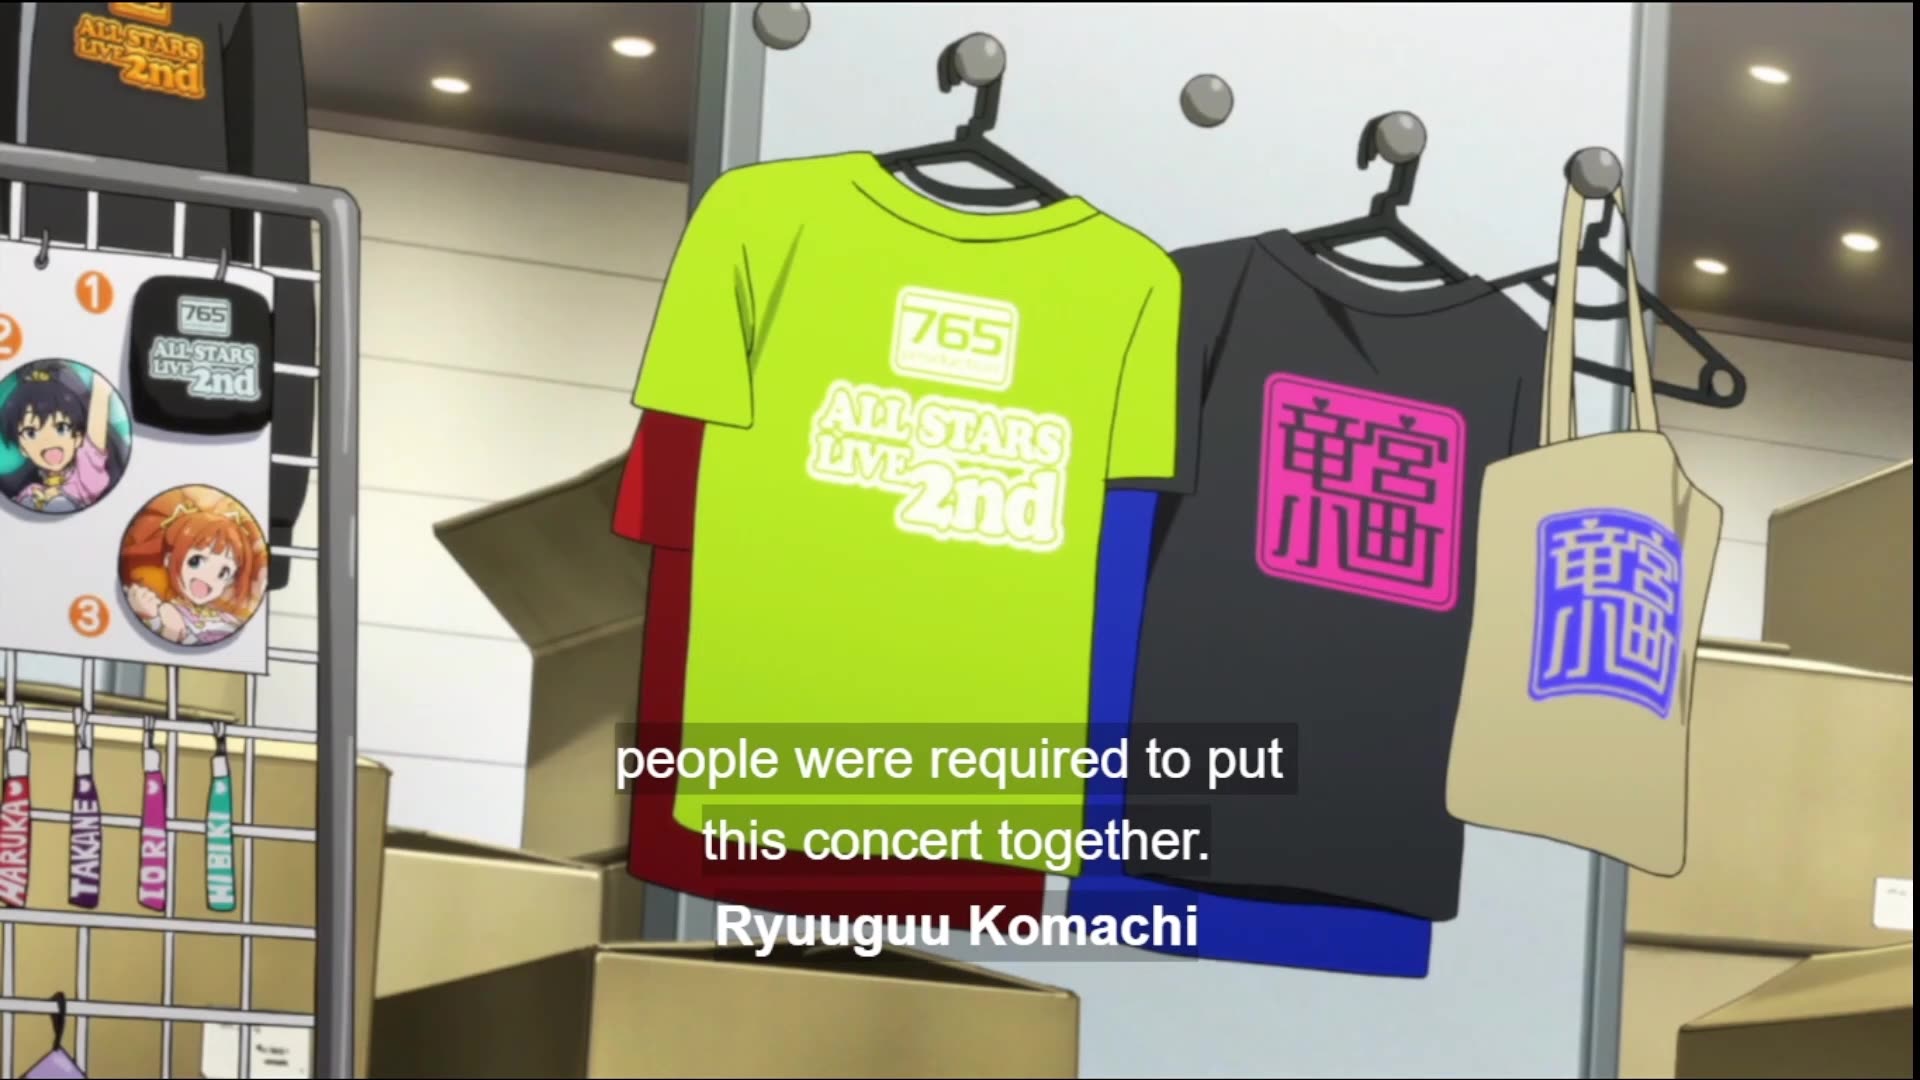 ALL STARS
LIVE 2nd
1
2
3
765
ALL STARS
LIVE 2nd
765
ALL STARS
LIVE 2nd
竜宮
小町
竜宮
小町
HARUKA
TAKANE
IORI
HIBIKI
people were required to put
this concert together.
Ryuuguu Komachi